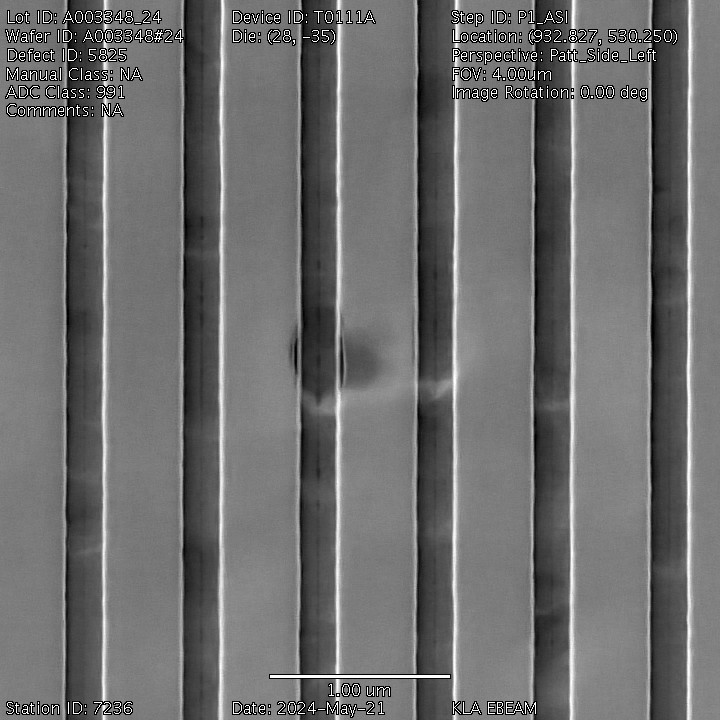 Lot ID: A003348_24
Device ID: T0111A
Step ID: P1_ASI
Wafer ID: A003348#24
Die: (28, -35)
Location: (932.827, 530.250)
Defect ID: 5825
Perspective: Patt_Side_Left
Manual Class: NA
FOV: 4.00um
ADC Class: 991
Image Rotation: 0.00 deg
Comments: NA
1.00 um
Station ID: 7236
Date: 2024-May-21
KLA EBEAM